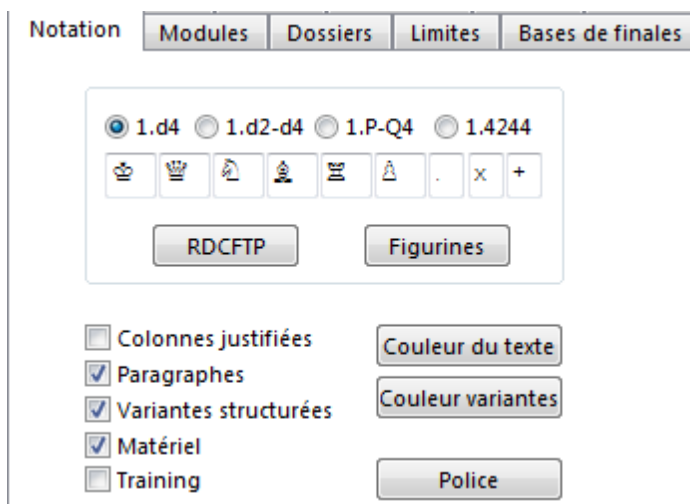 Notation Modules Dossiers Limites Bases de finales
1.d4 1.d2-d4 1.P-Q4 1.4244
♔ ♕ ♘ ♗ ♖ ♙ . x +
RDCFTP Figurines
Colonnes justifiées
Couleur du texte
Paragraphes
Couleur variantes
Variantes structurées
Matériel
Training
Police